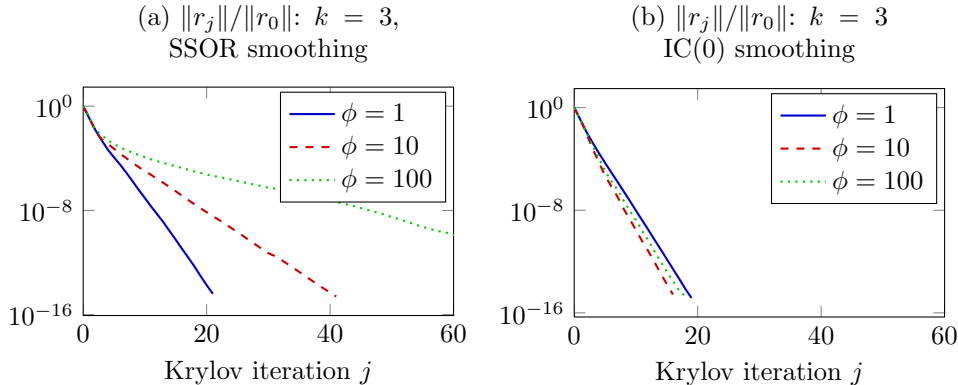 (a) ‖r_j‖/‖r_0‖: k = 3,
SSOR smoothing
10^0
10^{-8}
10^{-16}
0
20
40
60
Krylov iteration j
ϕ = 1
ϕ = 10
ϕ = 100
(b) ‖r_j‖/‖r_0‖: k = 3
IC(0) smoothing
10^0
10^{-8}
10^{-16}
0
20
40
60
Krylov iteration j
ϕ = 1
ϕ = 10
ϕ = 100